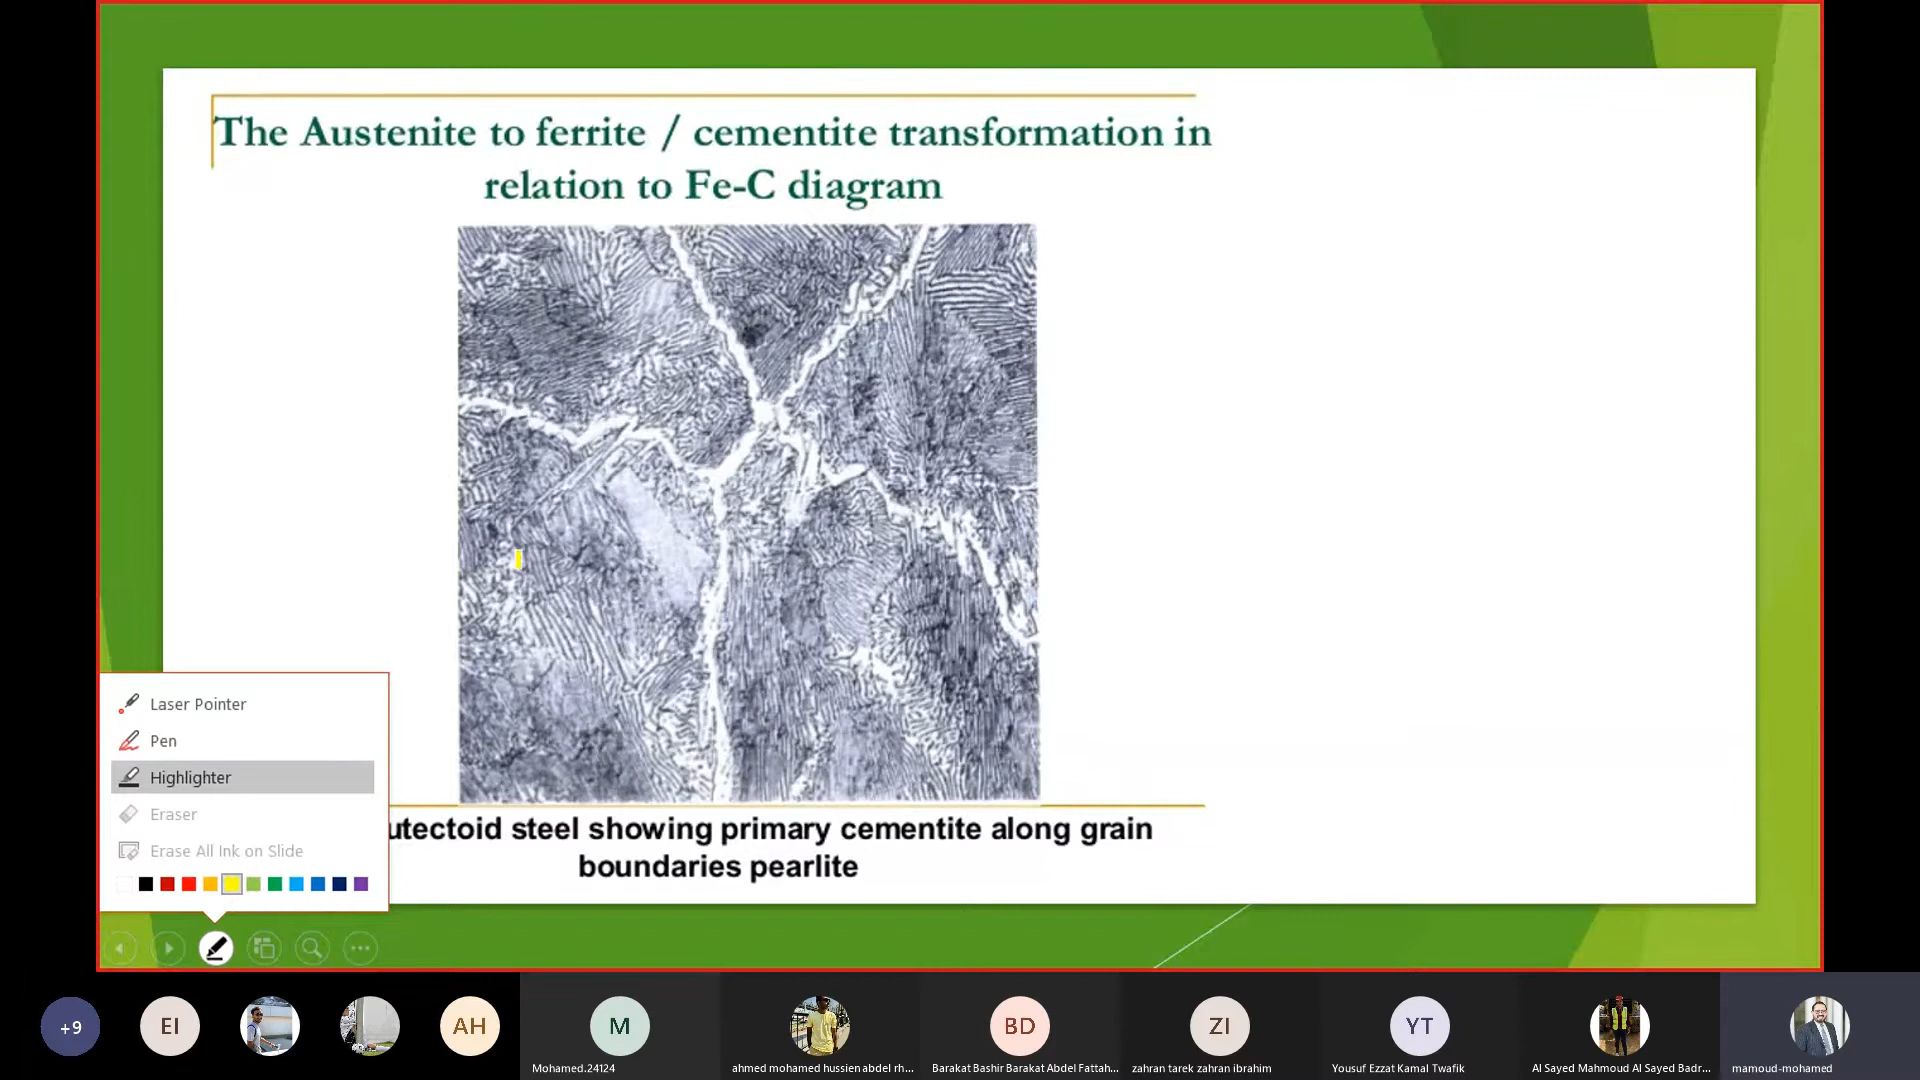 The Austenite to ferrite / cementite transformation in
relation to Fe-C diagram
Laser Pointer
Pen
Highlighter
Eraser
Erase All Ink on Slide
utectoid steel showing primary cementite along grain
boundaries pearlite
+9
EI
AH
M
BD
ZI
YT
Mohamed.24124
ahmed mohamed hussien abdel rh...
Barakat Bashir Barakat Abdel Fattah...
zahran tarek zahran ibrahim
Yousuf Ezzat Kamal Twafik
Al Sayed Mahmoud Al Sayed Badr...
mamoud-mohamed